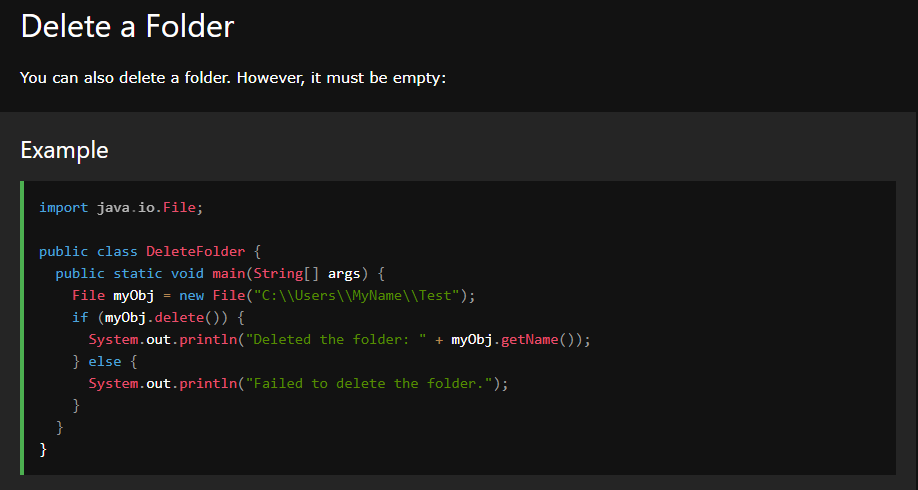 Delete a Folder
You can also delete a folder. However, it must be empty:
Example
import java.io.File;
public class DeleteFolder {
  public static void main(String[] args) {
    File myObj = new File("C:\\Users\\MyName\\Test");
    if (myObj.delete()) {
      System.out.println("Deleted the folder: " + myObj.getName());
    } else {
      System.out.println("Failed to delete the folder.");
    }
  }
}